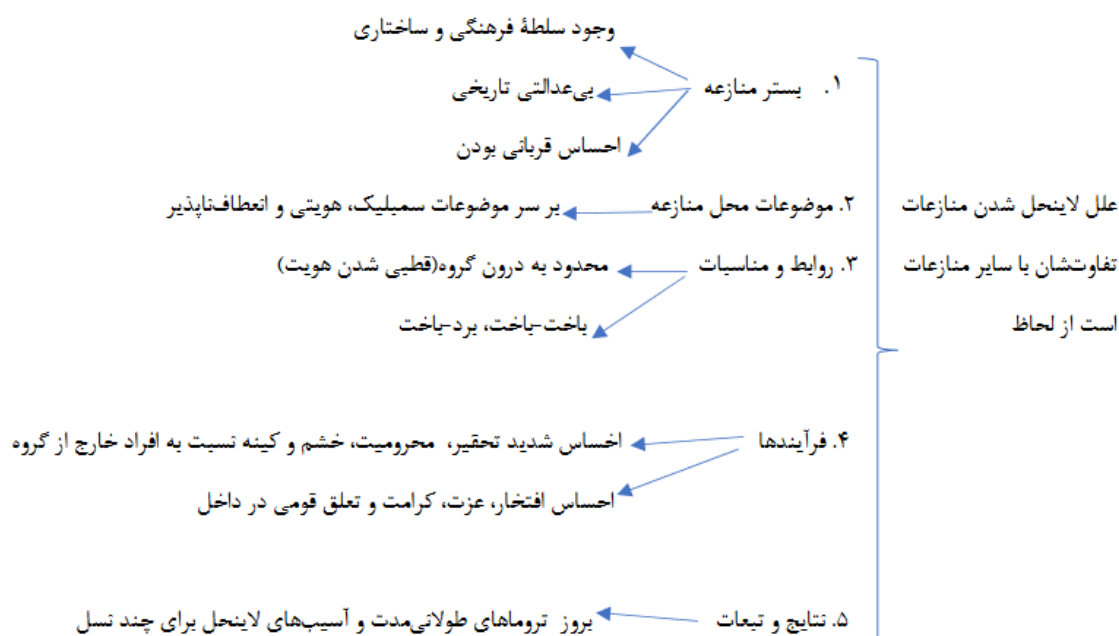 علل لاینحل شدن منازعات
تفاوتشان با سایر منازعات
است از لحاظ
۱. بستر منازعه
وجود سلطۀ فرهنگی و ساختاری
بی‌عدالتی تاریخی
احساس قربانی بودن
۲. موضوعات محل منازعه
بر سر موضوعات سمبلیک، هویتی و انعطاف‌ناپذیر
۳. روابط و مناسبات
محدود به درون گروه(قطبی شدن هویت)
باخت-باخت، برد-باخت
۴. فرآیندها
اخساس شدید تحقیر، محرومیت، خشم و کینه نسبت به افراد خارج از گروه
احساس افتخار، عزت، کرامت و تعلق قومی در داخل
۵. نتایج و تبعات
بروز تروماهای طولانی‌مدت و آسیب‌های لاینحل برای چند نسل